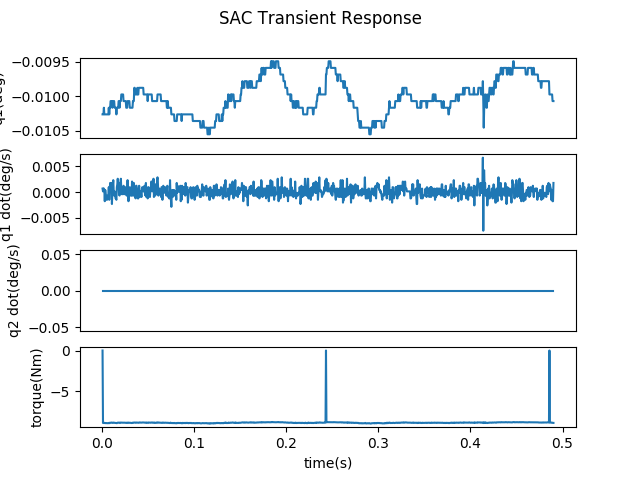 SAC Transient Response
−0.0095
−0.0100
−0.0105
q1(deg)
0.005
0.000
−0.005
q1 dot(deg/s)
0.05
0.00
−0.05
q2 dot(deg/s)
0
−5
torque(Nm)
0.0 0.1 0.2 0.3 0.4 0.5
time(s)